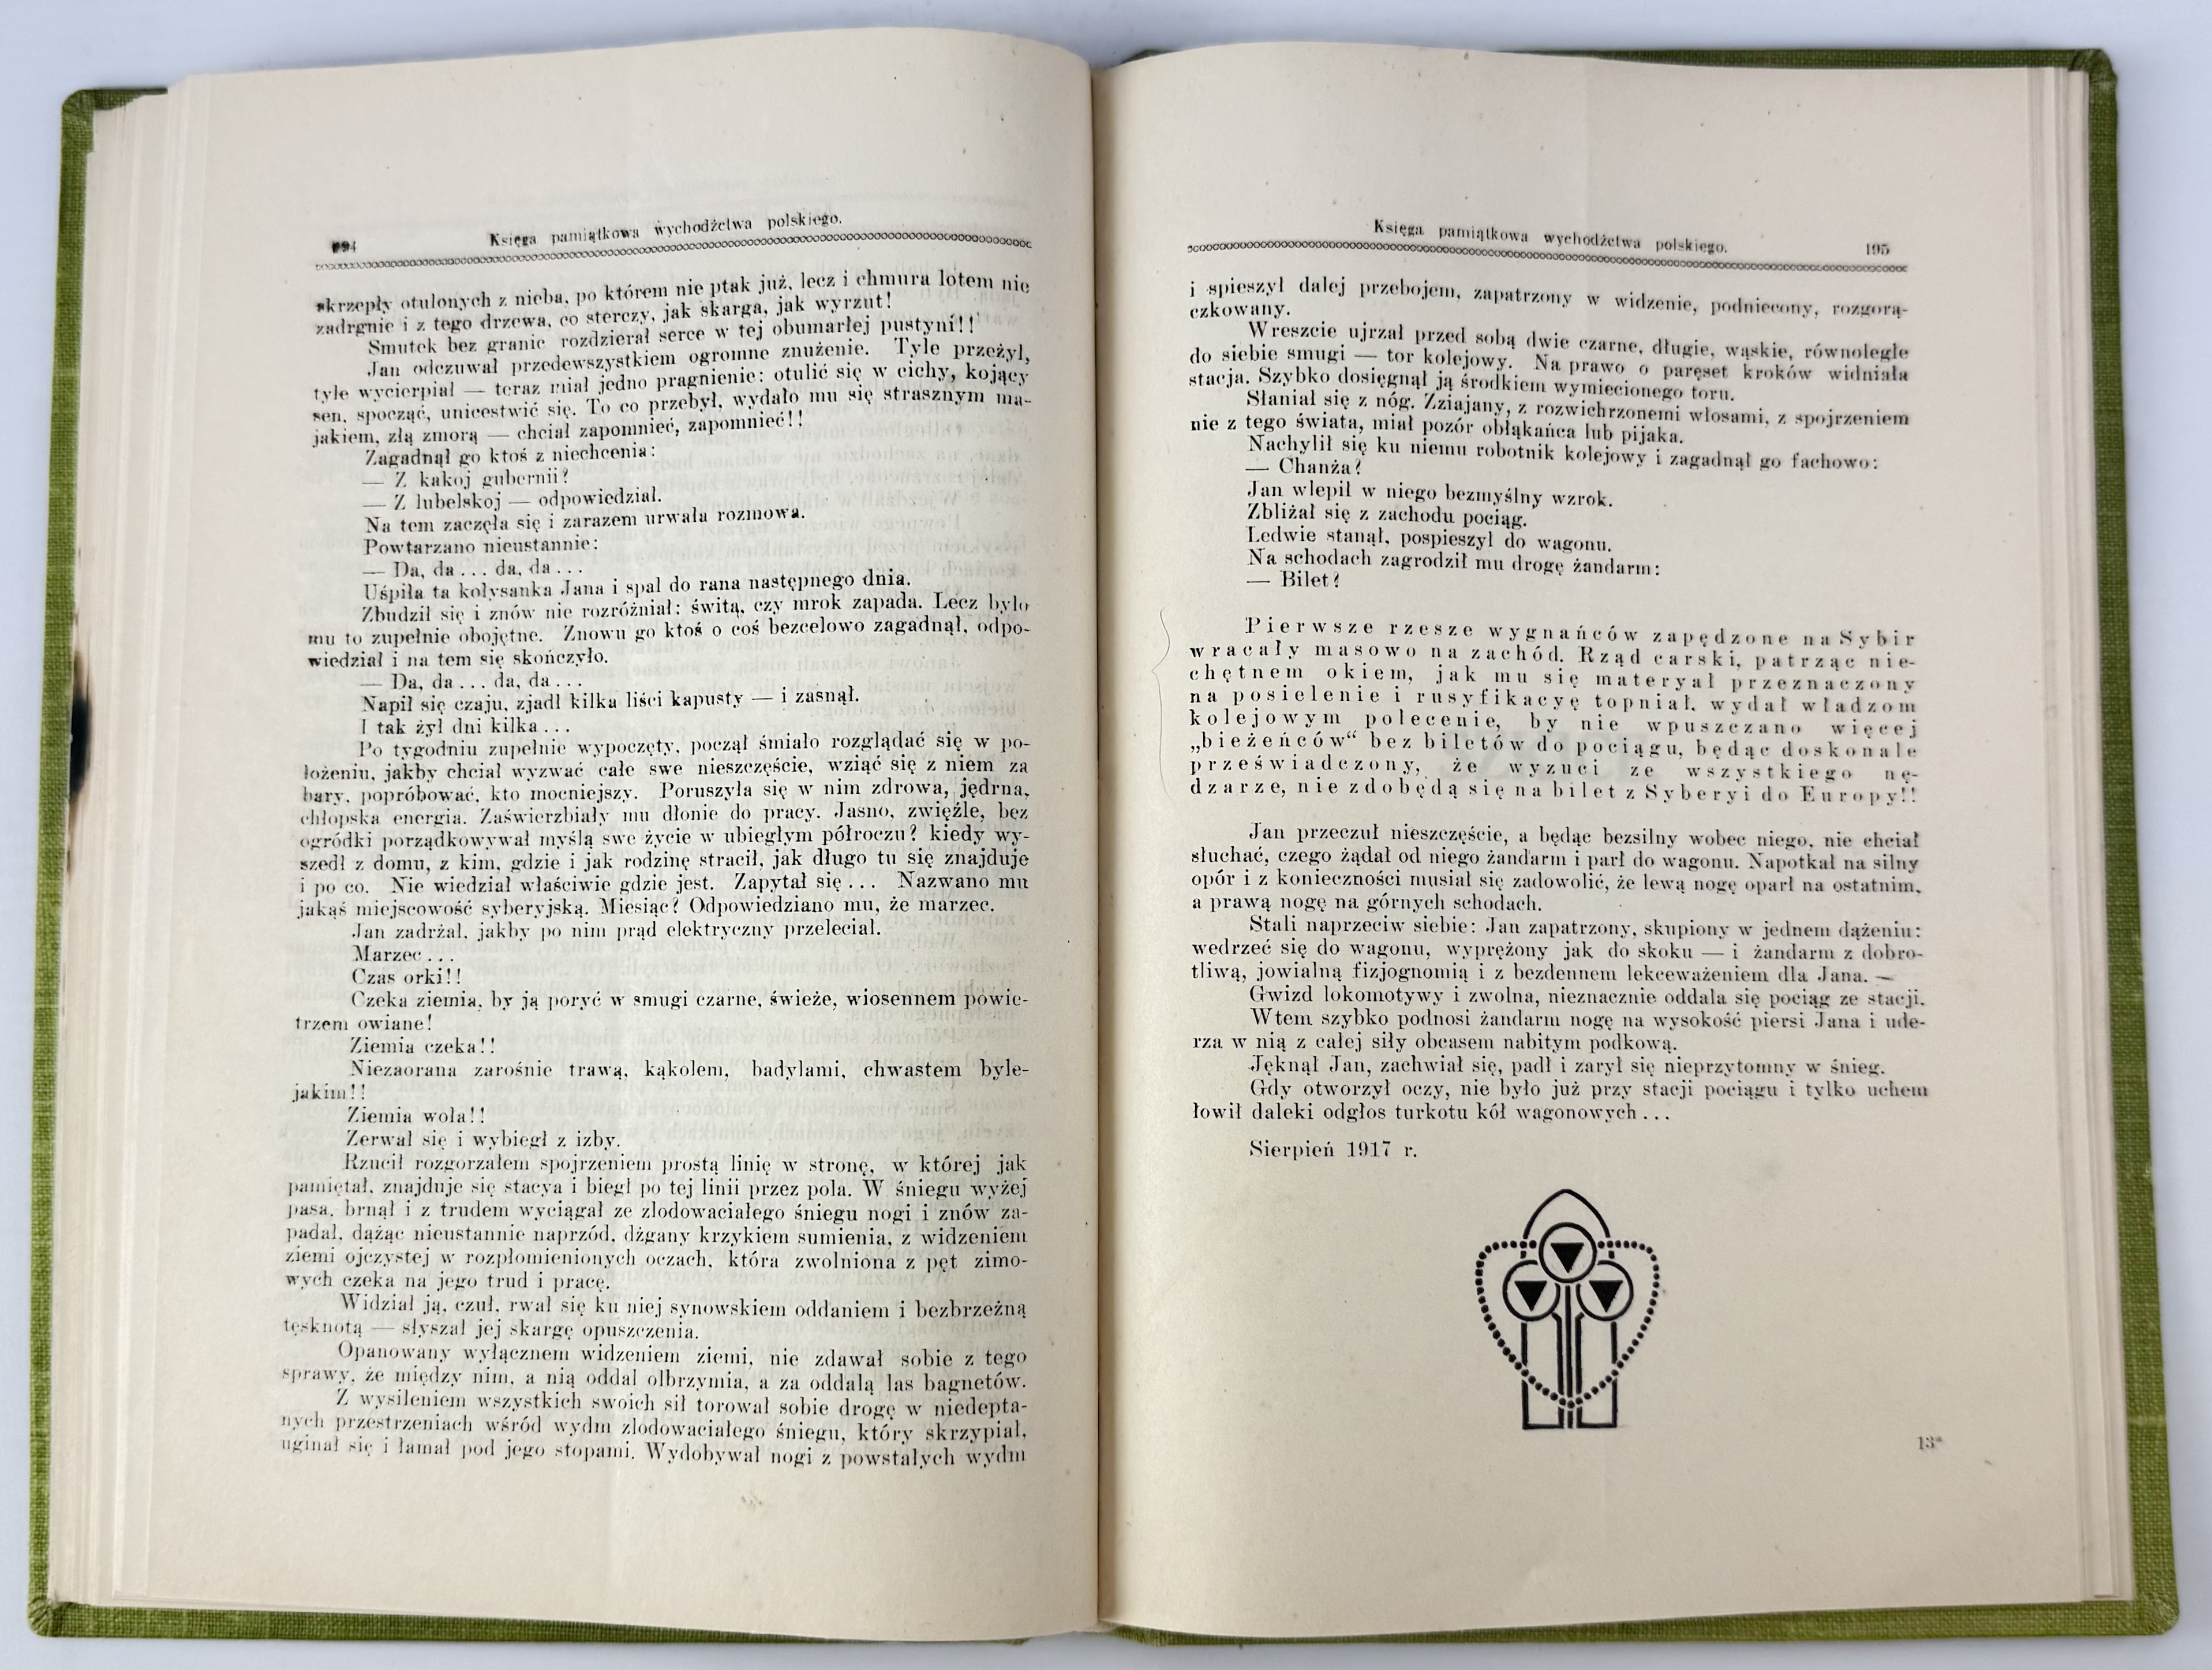 Księga pamiątkowa wychodźctwa polskiego.
skrzepły otulonych z nieba, po którem nie ptak już, lecz i chmura lotem nie
zadrgnie i z tego drzewa, co sterczy, jak skarga, jak wyrzut!
Smutek bez granic rozdzierał serce w tej obumarłej pustyni!!
Jan odczuwał przedewszystkiem ogromne znużenie. Tyle przeżył,
tyle wycierpiał — teraz miał jedno pragnienie: otulić się w cichy, kojący
sen, spocząć, unicestwić się. To co przebył, wydało mu się strasznym ma-
jakiem, złą zmorą — chciał zapomnieć, zapomnieć!!
Zagadnął go ktoś z niechcenia:
— Z kakoj gubernii?
— Z lubelskoj — odpowiedział.
Na tem zaczęła się i zarazem urwała rozmowa.
Powtarzano nieustannie:
— Da, da . . . da, da . . .
Uśpiła ta kołysanka Jana i spał do rana następnego dnia.
Zbudził się i znów nie rozróżniał: świtą, czy mrok zapada. Lecz było
mu to zupełnie obojętne. Znowu go ktoś o coś bezcelowo zagadnął, odpo-
wiedział i na tem się skończyło.
— Da, da . . . da, da . . .
Napił się czaju, zjadł kilka liści kapusty — i zasnął.
I tak żył dni kilka . . .
Po tygodniu zupełnie wypoczęty, począł śmiało rozglądać się w po-
łożeniu, jakby chciał wyzwać całe swe nieszczęście, wziąć się z niem za
bary, popróbować, kto mocniejszy. Poruszyła się w nim zdrowa, jędrna,
chłopska energia. Zaświerzbiały mu dłonie do pracy. Jasno, zwięźle, bez
ogródki porządkowywał myślą swe życie w ubiegłym półroczu? kiedy wy-
szedł z domu, z kim, gdzie i jak rodzinę stracił, jak długo tu się znajduje
i po co. Nie wiedział właściwie gdzie jest. Zapytał się . . . Nazwano mu
jakąś miejscowość syberyjską. Miesiąc? Odpowiedziano mu, że marzec.
Jan zadrżał, jakby po nim prąd elektryczny przeleciał.
Marzec . . .
Czas orki!!
Czeka ziemia, by ją poryć w smugi czarne, świeże, wiosennem powie-
trzem owiane!
Ziemia czeka!!
Niezaorana zarośnie trawą, kąkolem, badylami, chwastem byle-
jakim!!
Ziemia woła!!
Zerwał się i wybiegł z izby.
Rzucił rozgorzałem spojrzeniem prostą linię w stronę, w której jak
pamiętał, znajduje się stacya i biegł po tej linii przez pola. W śniegu wyżej
pasa, brnął i z trudem wyciągał ze zlodowaciałego śniegu nogi i znów za-
padał, dążąc nieustannie naprzód, dźgany krzykiem sumienia, z widzeniem
ziemi ojczystej w rozpłomienionych oczach, która zwolniona z pęt zimo-
wych czeka na jego trud i pracę.
Widział ją, czuł, rwał się ku niej synowskiem oddaniem i bezbrzeżną
tęsknotą — słyszał jej skargę opuszczenia.
Opanowany wyłącznem widzeniem ziemi, nie zdawał sobie z tego
sprawy, że między nim, a nią oddal olbrzymia, a za oddalą las bagnetów.
Z wysileniem wszystkich swoich sił torował sobie drogę w niedepta-
nych przestrzeniach wśród wydm zlodowaciałego śniegu, który skrzypiał,
uginał się i łamał pod jego stopami. Wydobywał nogi z powstałych wydm
Księga pamiątkowa wychodźctwa polskiego. 195
i spieszył dalej przebojem, zapatrzony w widzenie, podniecony, rozgorą-
czkowany.
Wreszcie ujrzał przed sobą dwie czarne, długie, wąskie, równoległe
do siebie smugi — tor kolejowy. Na prawo o paręset kroków widniała
stacja. Szybko dosięgnął ją środkiem wymiecionego toru.
Słaniał się z nóg. Zziajany, z rozwichrzonemi włosami, z spojrzeniem
nie z tego świata, miał pozór obłąkańca lub pijaka.
Nachylił się ku niemu robotnik kolejowy i zagadnął go fachowo:
— Chanża?
Jan wlepił w niego bezmyślny wzrok.
Zbliżał się z zachodu pociąg.
Ledwie stanął, pospieszył do wagonu.
Na schodach zagrodził mu drogę żandarm:
— Bilet?
Pierwsze rzesze wygnańców zapędzone na Sybir
wracały masowo na zachód. Rząd carski, patrząc nie-
chętnem okiem, jak mu się materyał przeznaczony
na posielenie i rusyfikacyę topniał, wydał władzom
kolejowym polecenie, by nie wpuszczano więcej
„bieżeńców“ bez biletów do pociągu, będąc doskonale
przeświadczony, że wyzuci ze wszystkiego nę-
dzarze, nie zdobędą się na bilet z Syberyi do Europy!!
Jan przeczuł nieszczęście, a będąc bezsilny wobec niego, nie chciał
słuchać, czego żądał od niego żandarm i parł do wagonu. Napotkał na silny
opór i z konieczności musiał się zadowolić, że lewą nogę oparł na ostatnim,
a prawą nogę na górnych schodach.
Stali naprzeciw siebie: Jan zapatrzony, skupiony w jednem dążeniu:
wedrzeć się do wagonu, wyprężony jak do skoku — i żandarm z dobro-
tliwą, jowialną fizjognomią i z bezdennem lekceważeniem dla Jana. —
Gwizd lokomotywy i zwolna, nieznacznie oddala się pociąg ze stacji.
Wtem szybko podnosi żandarm nogę na wysokość piersi Jana i ude-
rza w nią z całej siły obcasem nabitym podkową.
Jęknął Jan, zachwiał się, padł i zarył się nieprzytomny w śnieg.
Gdy otworzył oczy, nie było już przy stacji pociągu i tylko uchem
łowił daleki odgłos turkotu kół wagonowych . . .
Sierpień 1917 r.
13*